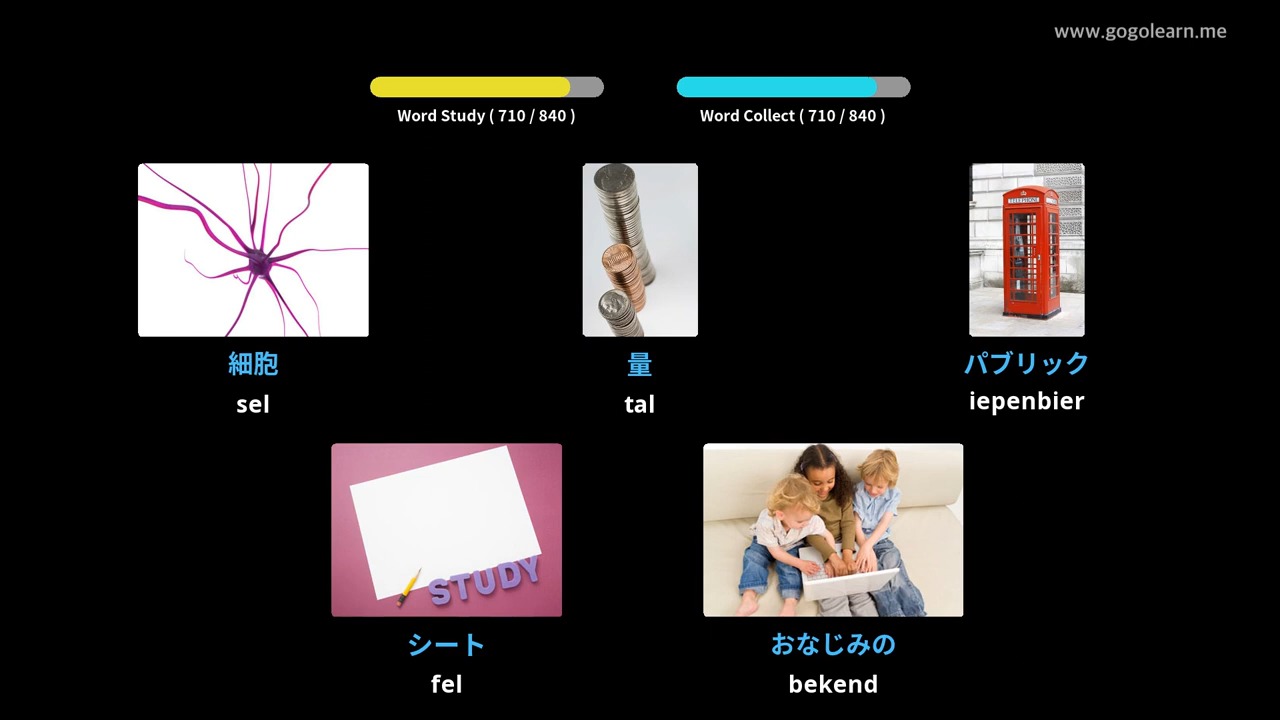 www.gogolearn.me
Word Study ( 710 / 840 )
Word Collect ( 710 / 840 )
TELEPHONE
細胞
sel
量
tal
パブリック
iepenbier
STUDY
シート
fel
おなじみの
bekend